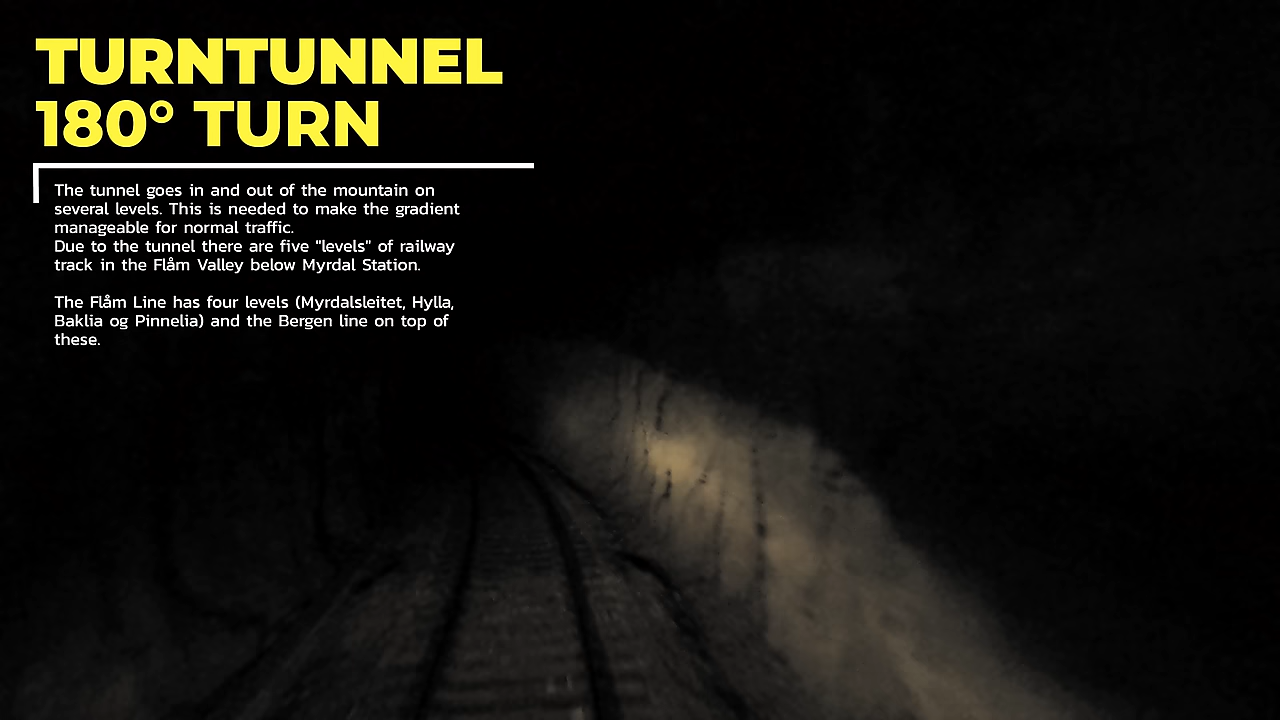 TURNTUNNEL
180° TURN
The tunnel goes in and out of the mountain on
several levels. This is needed to make the gradient
manageable for normal traffic.
Due to the tunnel there are five "levels" of railway
track in the Flåm Valley below Myrdal Station.
The Flåm Line has four levels (Myrdalsleitet, Hylla,
Baklia og Pinnelia) and the Bergen line on top of
these.